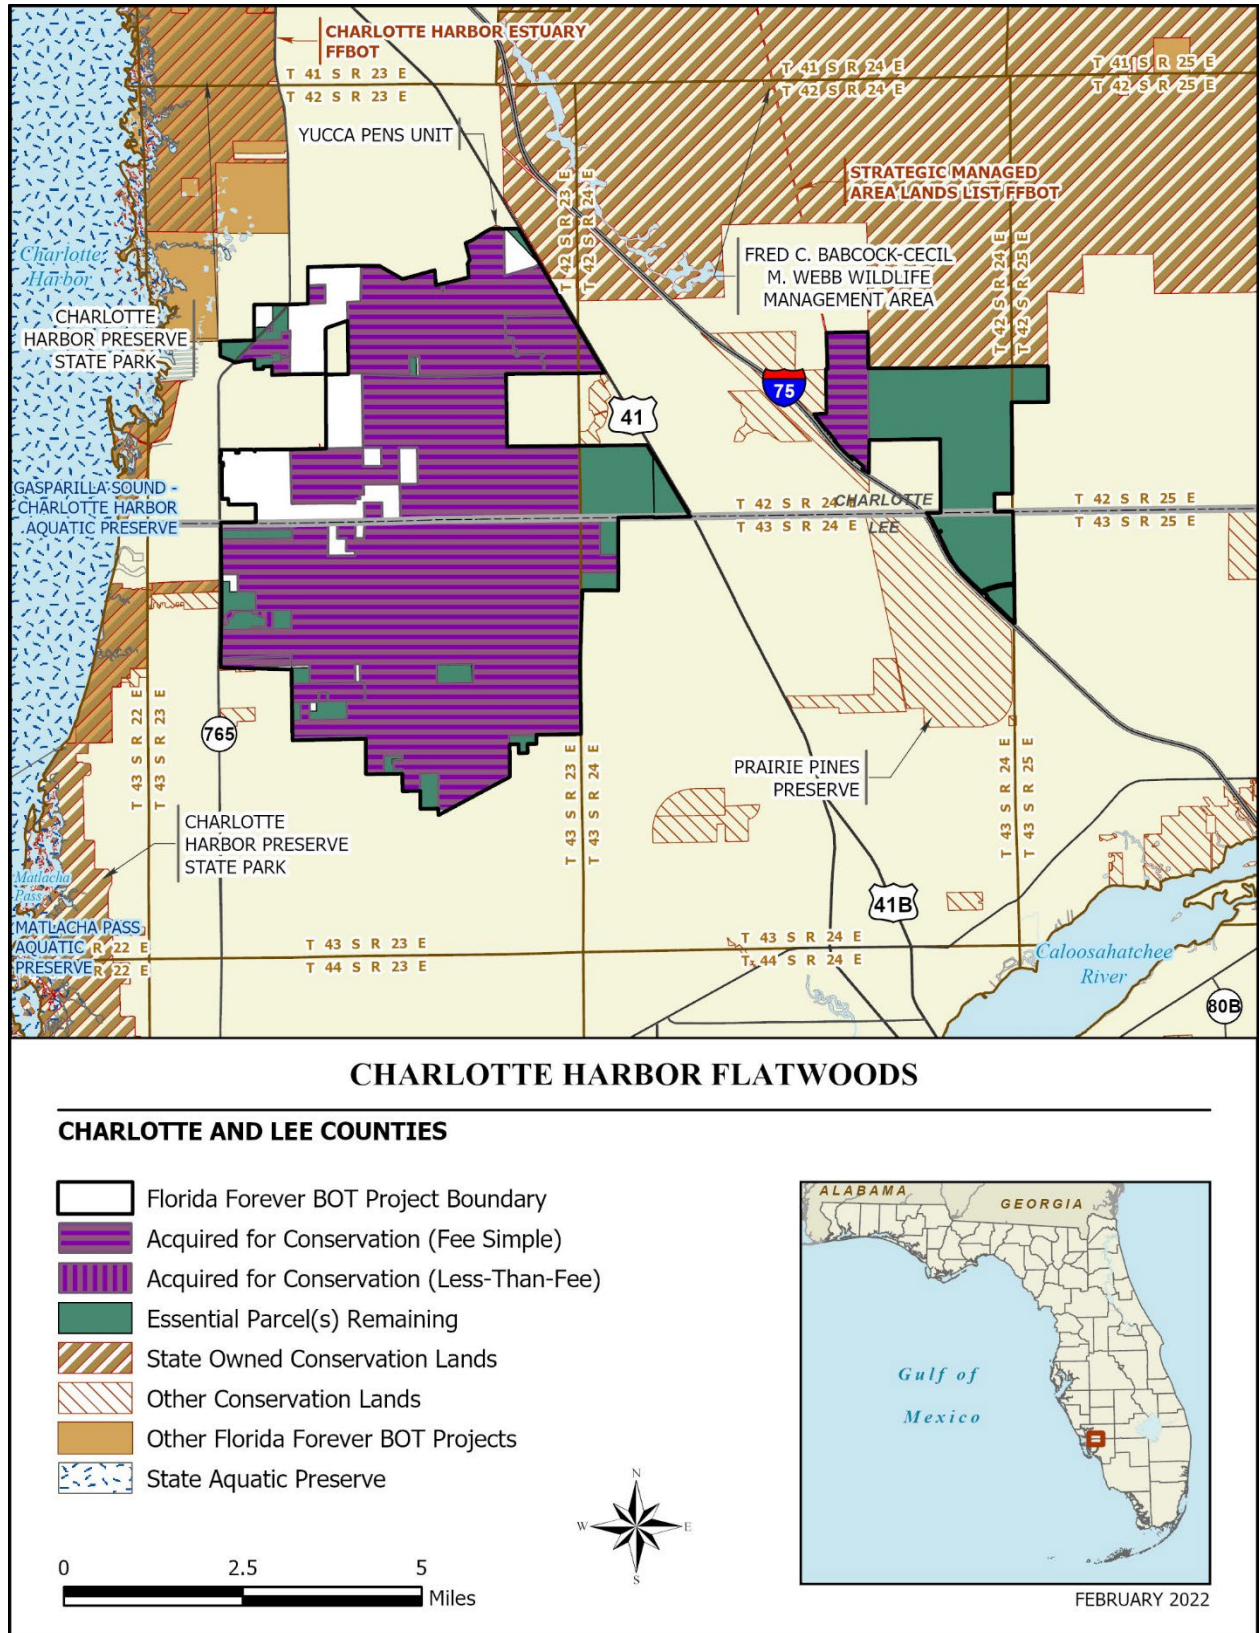 CHARLOTTE HARBOR ESTUARY
FFBOT
T 41 S R 23 E
T 42 S R 23 E
T 41 S R 24 E
T 42 S R 24 E
T 41 S R 25 E
T 42 S R 25 E
YUCCA PENS UNIT
T 42 S R 23 E
T 42 S R 24 E
STRATEGIC MANAGED
AREA LANDS LIST FFBOT
Charlotte
Harbor
FRED C. BABCOCK-CECIL
M. WEBB WILDLIFE
MANAGEMENT AREA
T 42 S R 24 E
T 42 S R 25 E
CHARLOTTE
HARBOR PRESERVE
STATE PARK
75
41
GASPARILLA SOUND -
CHARLOTTE HARBOR
AQUATIC PRESERVE
T 42 S R 24 E
T 43 S R 24 E
CHARLOTTE
LEE
T 42 S R 25 E
T 43 S R 25 E
T 43 S R 22 E
T 43 S R 23 E
765
T 43 S R 23 E
T 43 S R 24 E
PRAIRIE PINES
PRESERVE
T 43 S R 24 E
T 43 S R 25 E
CHARLOTTE
HARBOR PRESERVE
STATE PARK
Matlacha
Pass
41B
MATLACHA PASS
AQUATIC
PRESERVE
R 22 E
R 22 E
T 43 S R 23 E
T 44 S R 23 E
T 43 S R 24 E
T 44 S R 24 E
Caloosahatchee
River
80B
CHARLOTTE HARBOR FLATWOODS
CHARLOTTE AND LEE COUNTIES
Florida Forever BOT Project Boundary
Acquired for Conservation (Fee Simple)
Acquired for Conservation (Less-Than-Fee)
Essential Parcel(s) Remaining
State Owned Conservation Lands
Other Conservation Lands
Other Florida Forever BOT Projects
State Aquatic Preserve
ALABAMA
GEORGIA
Gulf of
Mexico
N
W
E
S
0
2.5
5
Miles
FEBRUARY 2022